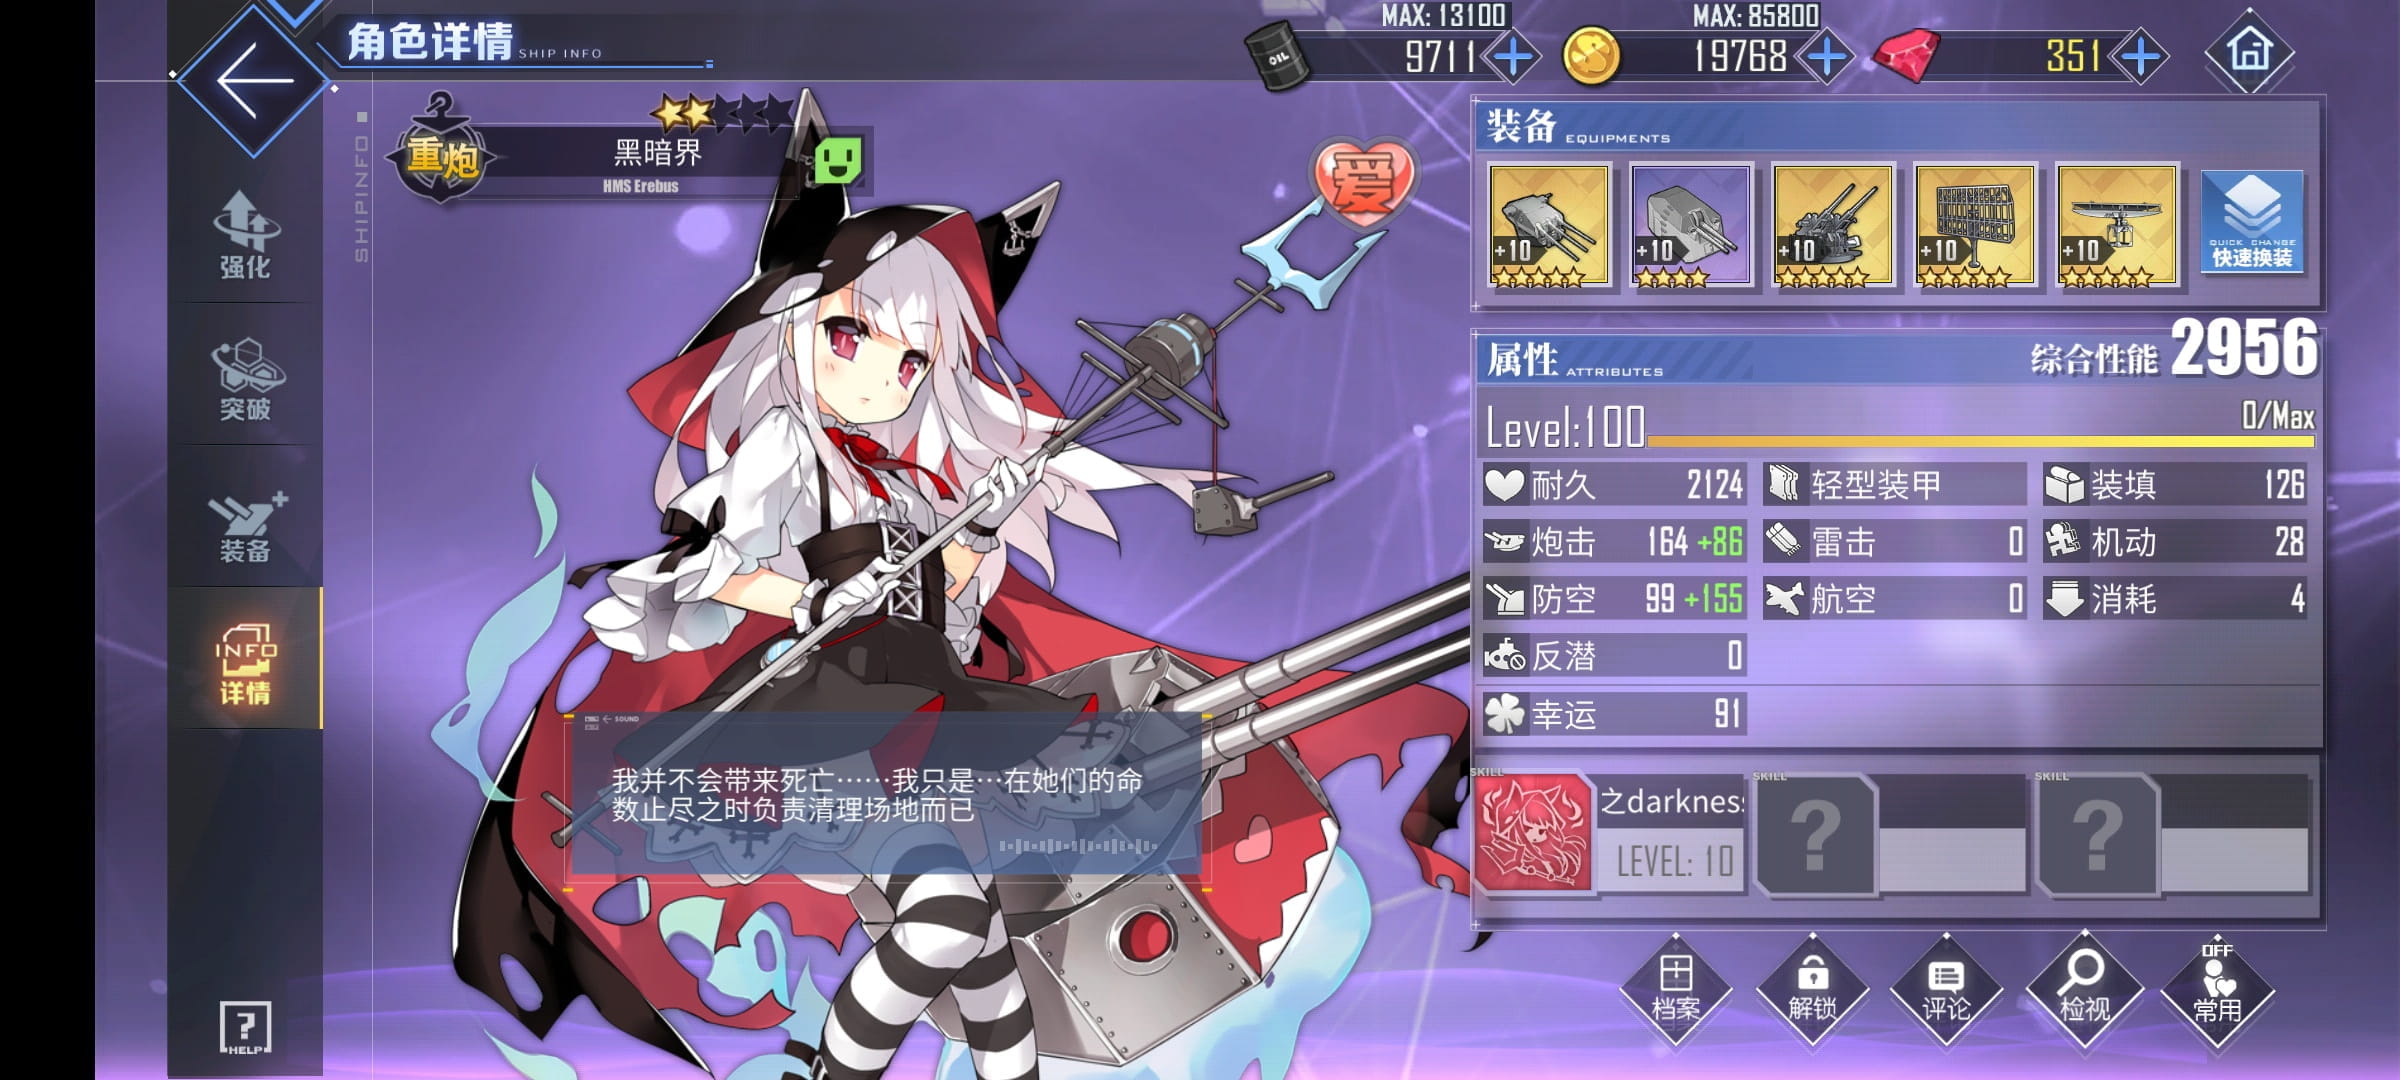 角色详情 SHIP INFO
MAX: 13100
9711
MAX: 85800
19768
351
OIL
强化
突破
装备
INFO
详情
HELP
SHIPINFO
重炮
黑暗界
HMS Erebus
爱
装备 EQUIPMENTS
+10
+10
+10
+10
+10
QUICK CHANGE
快速换装
属性 ATTRIBUTES
综合性能 2956
Level:100
0/Max
耐久 2124
轻型装甲
装填 126
炮击 164 +86
雷击 0
机动 28
防空 99 +155
航空 0
消耗 4
反潜 0
幸运 91
SOUND
我并不会带来死亡……我只是…在她们的命
数止尽之时负责清理场地而已
SKILL
之darkness
LEVEL: 10
SKILL
?
SKILL
?
档案
解锁
评论
检视
OFF
常用